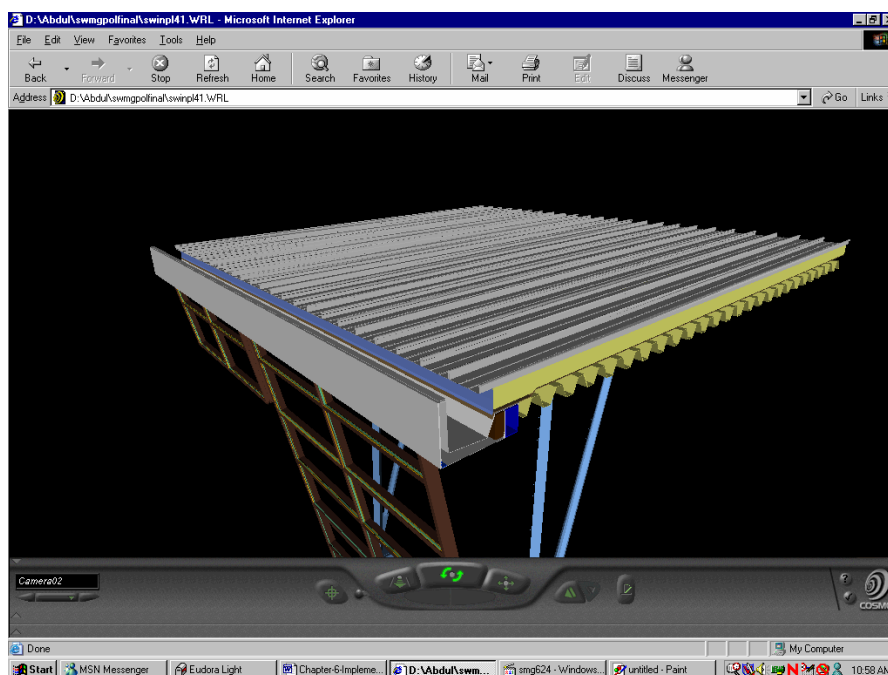 D:\Abdul\swmgpolfinal\swinpl41.WRL - Microsoft Internet Explorer
File Edit View Favorites Tools Help
Back Forward Stop Refresh Home Search Favorites History Mail Print Edit Discuss Messenger
Address D:\Abdul\swmgpolfinal\swinpl41.WRL Go Links
Camera02
?
COSMO
Done My Computer
Start MSN Messenger Eudora Light Chapter-6-Impleme... D:\Abdul\swm... smg624 - Windows... untitled - Paint N 10:58 AM